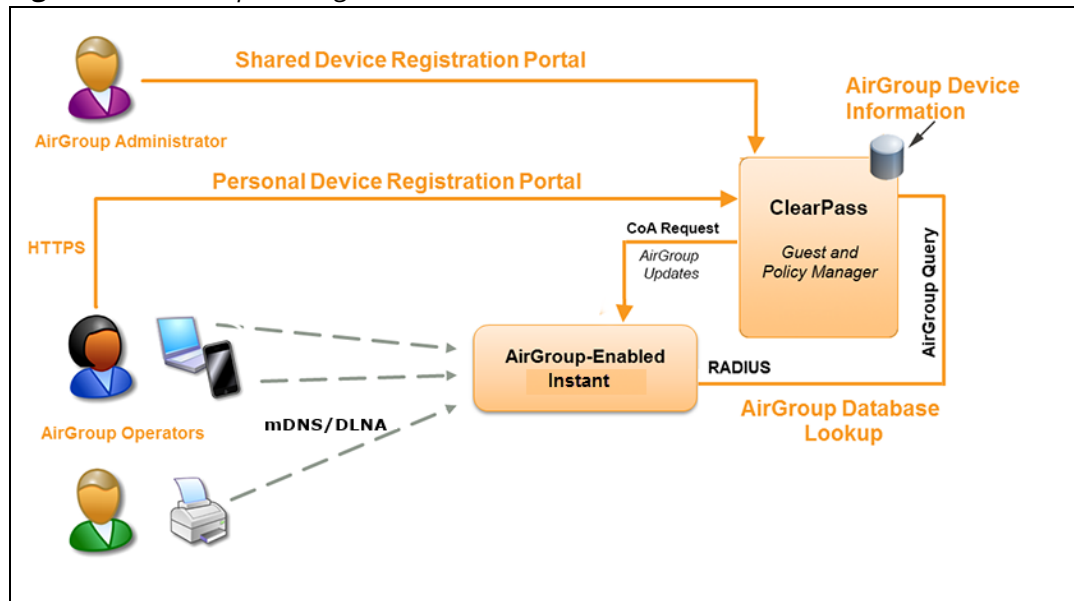 Shared Device Registration Portal
AirGroup Device
Information
AirGroup Administrator
Personal Device Registration Portal
ClearPass
Guest and
Policy Manager
HTTPS
CoA Request
AirGroup
Updates
AirGroup Query
AirGroup-Enabled
Instant
RADIUS
AirGroup Database
Lookup
mDNS/DLNA
AirGroup Operators